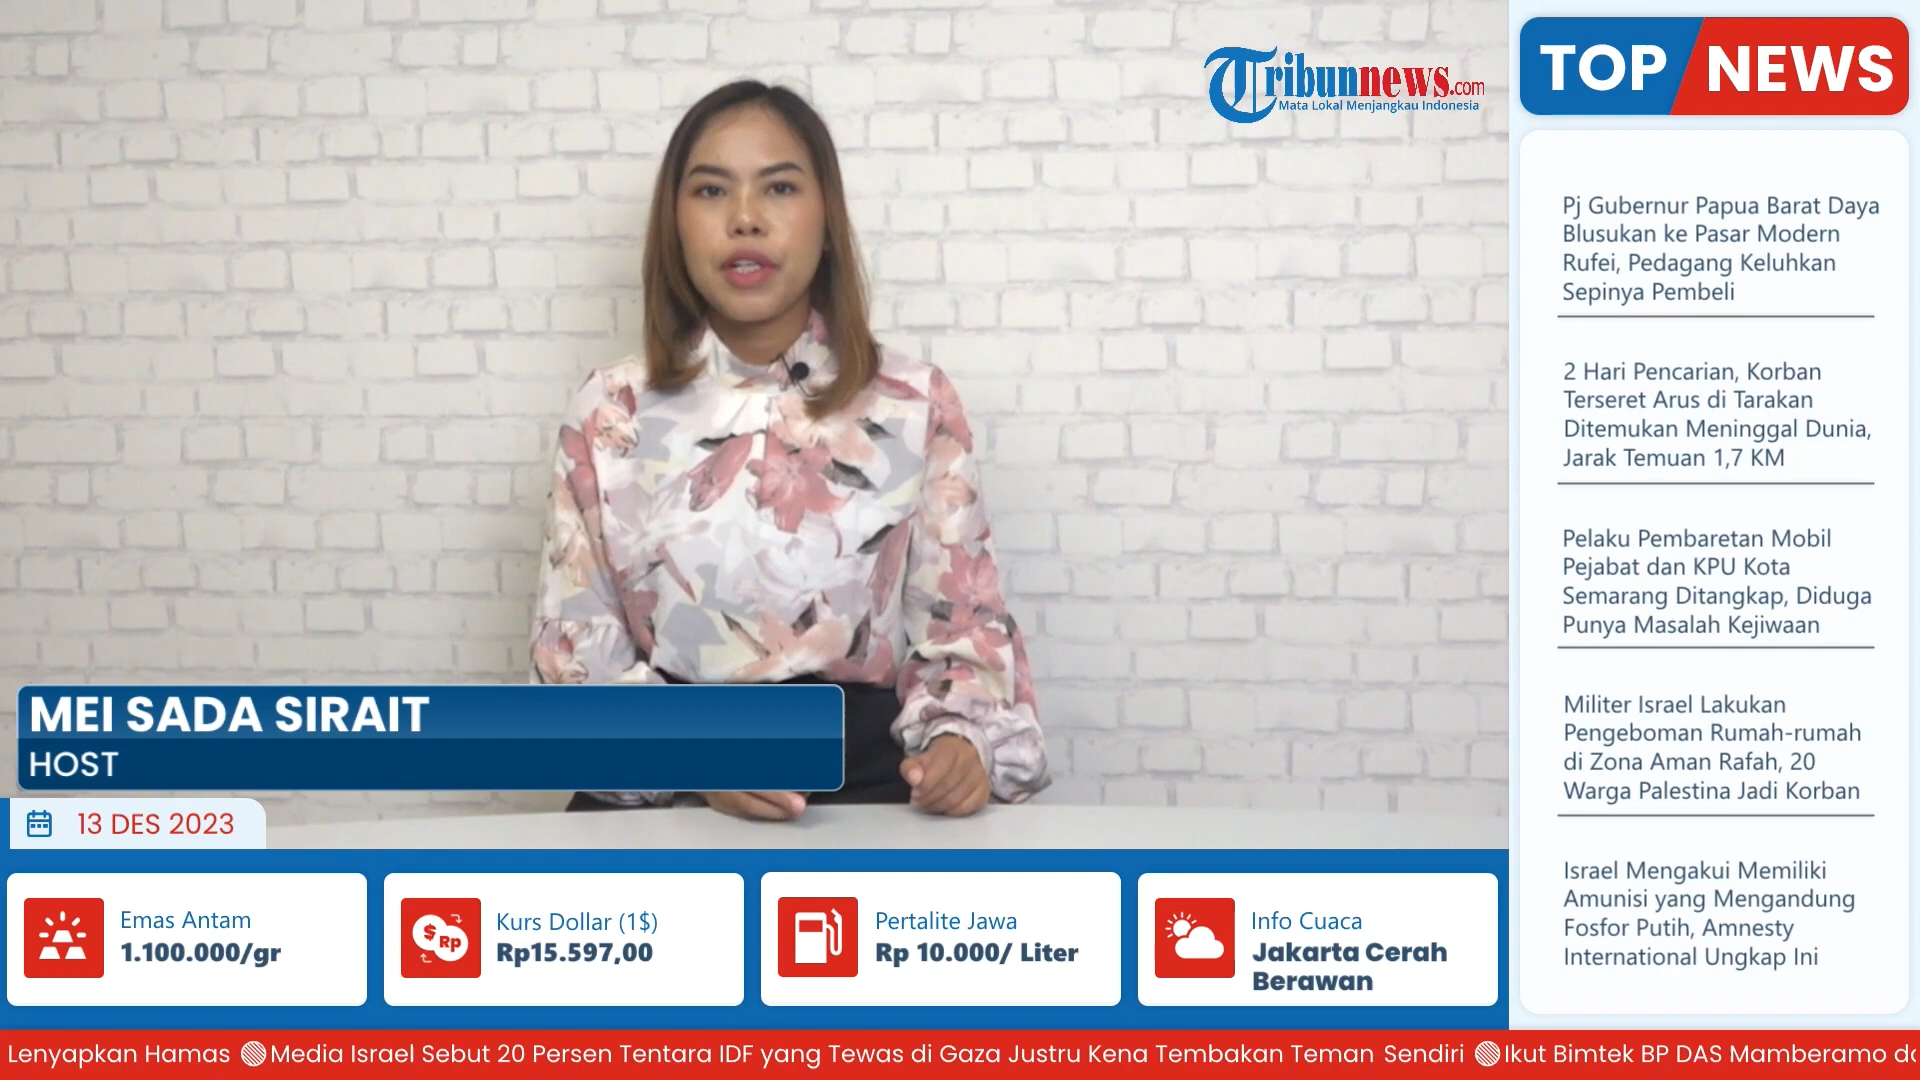 Tribunnews.com
Mata Lokal Menjangkau Indonesia
TOP NEWS
Pj Gubernur Papua Barat Daya
Blusukan ke Pasar Modern
Rufei, Pedagang Keluhkan
Sepinya Pembeli
2 Hari Pencarian, Korban
Terseret Arus di Tarakan
Ditemukan Meninggal Dunia,
Jarak Temuan 1,7 KM
Pelaku Pembaretan Mobil
Pejabat dan KPU Kota
Semarang Ditangkap, Diduga
Punya Masalah Kejiwaan
Militer Israel Lakukan
Pengeboman Rumah-rumah
di Zona Aman Rafah, 20
Warga Palestina Jadi Korban
Israel Mengakui Memiliki
Amunisi yang Mengandung
Fosfor Putih, Amnesty
International Ungkap Ini
MEI SADA SIRAIT
HOST
13 DES 2023
Emas Antam
1.100.000/gr
$ Rp
Kurs Dollar (1$)
Rp15.597,00
Pertalite Jawa
Rp 10.000/ Liter
Info Cuaca
Jakarta Cerah
Berawan
Lenyapkan Hamas Media Israel Sebut 20 Persen Tentara IDF yang Tewas di Gaza Justru Kena Tembakan Teman Sendiri Ikut Bimtek BP DAS Mamberamo